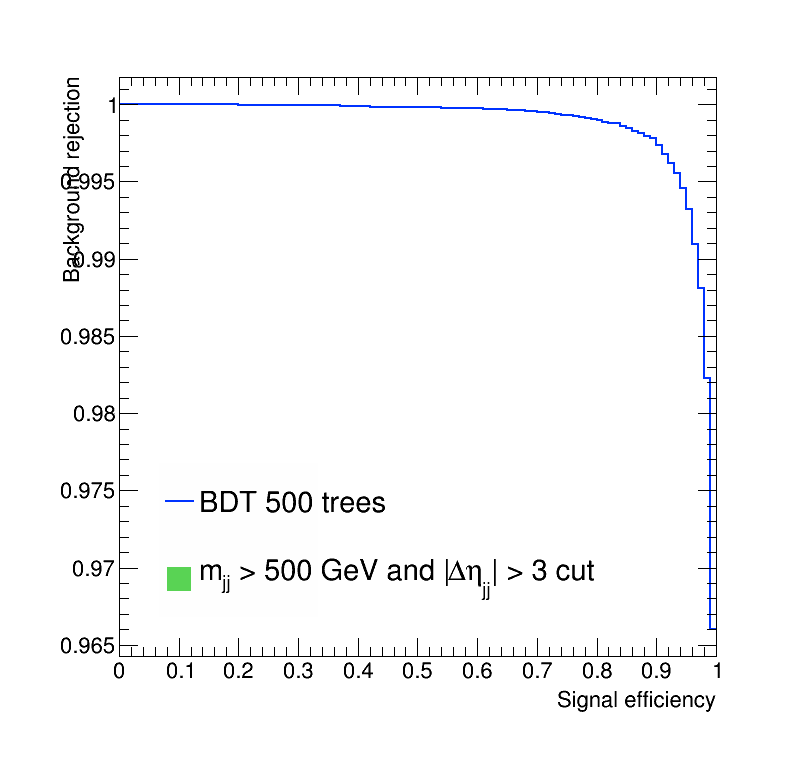 Background rejection
1
0.995
0.99
0.985
0.98
0.975
0.97
0.965
BDT 500 trees
m_jj > 500 GeV and |Δη_jj| > 3 cut
0 0.1 0.2 0.3 0.4 0.5 0.6 0.7 0.8 0.9 1
Signal efficiency